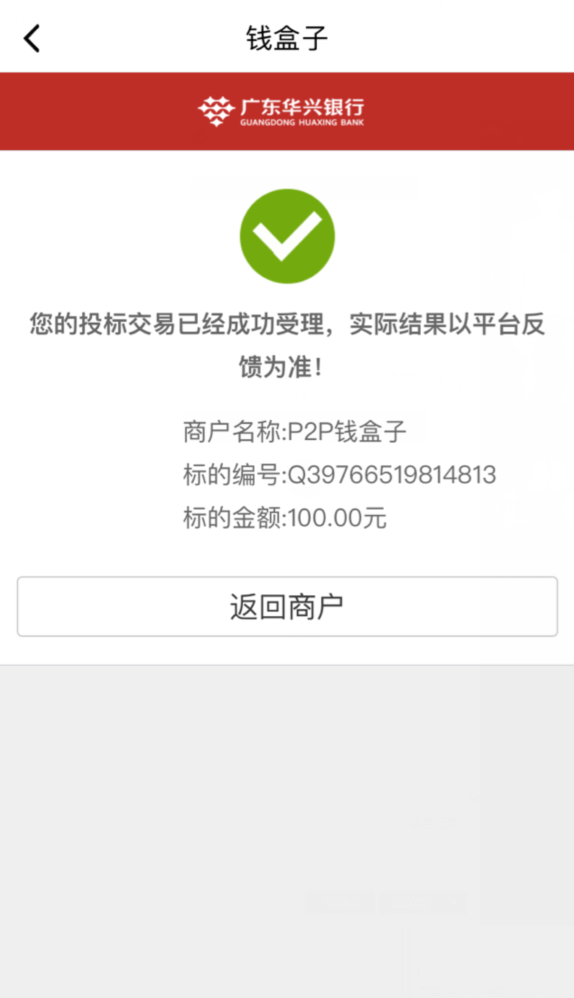 钱盒子
广东华兴银行
GUANGDONG HUAXING BANK
您的投标交易已经成功受理，实际结果以平台反
馈为准！
商户名称:P2P钱盒子
标的编号:Q39766519814813
标的金额:100.00元
返回商户